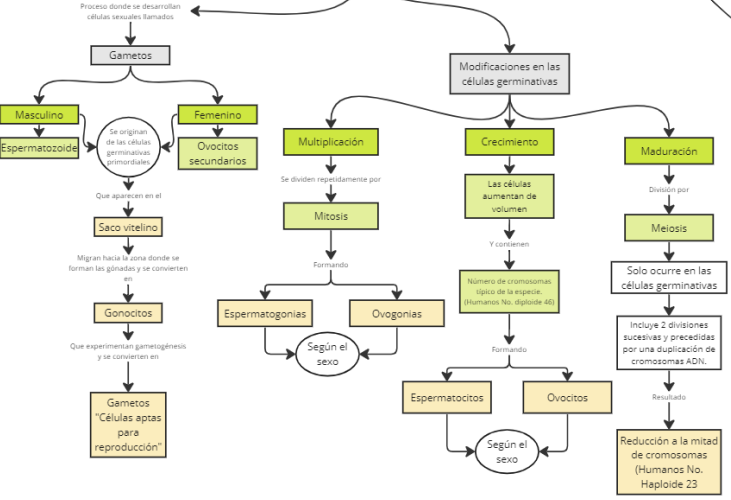 Proceso donde se desarrollan
células sexuales llamados
Gametos
Masculino
Femenino
Espermatozoide
Ovocitos
secundarios
Se originan
de las células
germinativas
primordiales
Que aparecen en el
Saco vitelino
Migran hacia la zona donde se
forman las gónadas y se convierten
en
Gonocitos
Que experimentan gametogénesis
y se convierten en
Gametos
"Células aptas
para
reproducción"
Modificaciones en las
células germinativas
Multiplicación
Se dividen repetidamente por
Mitosis
Formando
Espermatogonias
Ovogonias
Según el
sexo
Crecimiento
Las células
aumentan de
volumen
Y contienen
Número de cromosomas
típico de la especie.
(Humanos No. diploide 46)
Formando
Espermatocitos
Ovocitos
Según el
sexo
Maduración
División por
Meiosis
Solo ocurre en las
células germinativas
Incluye 2 divisiones
sucesivas y precedidas
por una duplicación de
cromosomas ADN.
Resultado
Reducción a la mitad
de cromosomas
(Humanos No.
Haploide 23